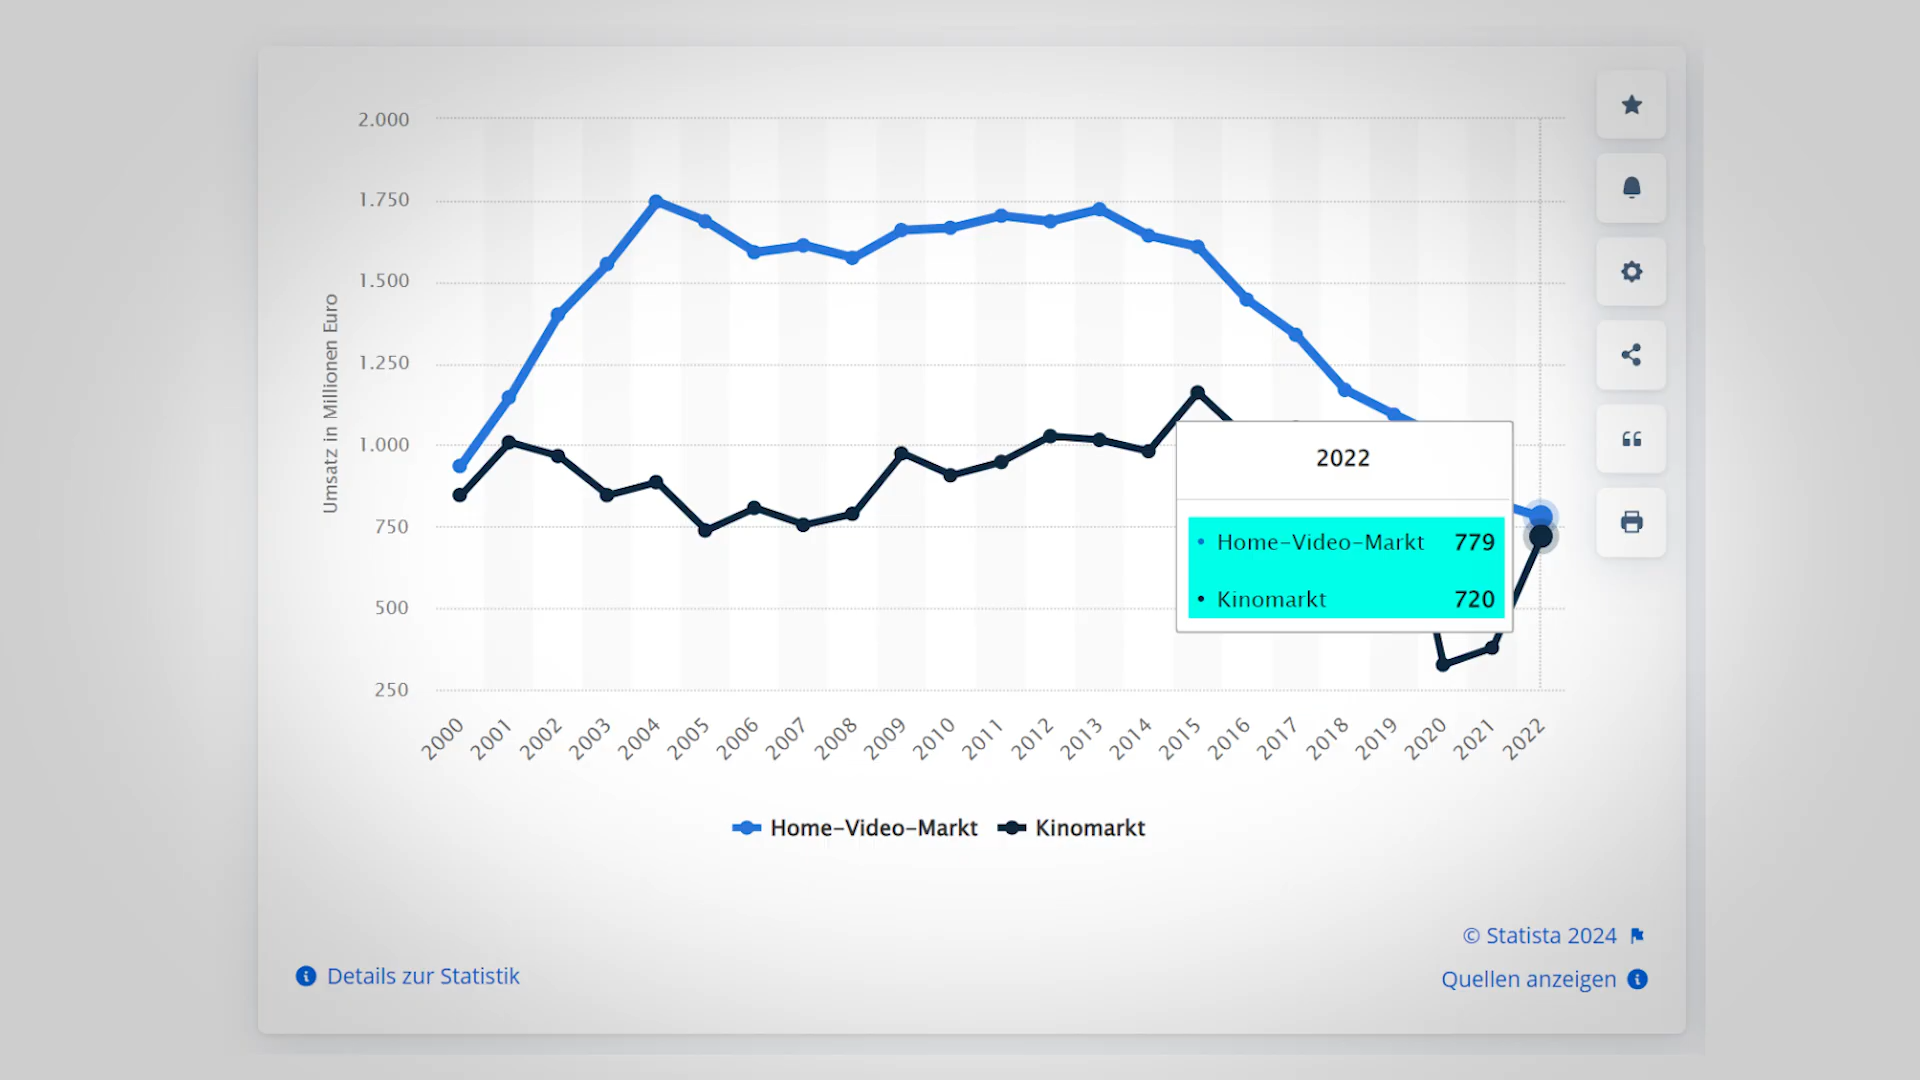 2.000
1.750
1.500
1.250
1.000
750
500
250
Umsatz in Millionen Euro
2022
Home-Video-Markt 779
Kinomarkt 720
2000 2001 2002 2003 2004 2005 2006 2007 2008 2009 2010 2011 2012 2013 2014 2015 2016 2017 2018 2019 2020 2021 2022
Home-Video-Markt Kinomarkt
© Statista 2024
Details zur Statistik
Quellen anzeigen